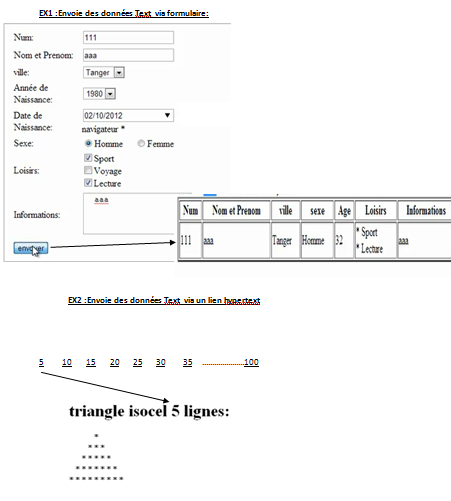 EX1 :Envoie des données Text via formulaire:
Num: 111
Nom et Prenom: aaa
ville: Tanger
Année de
Naissance: 1980
Date de
Naissance: 02/10/2012
navigateur *
Sexe: Homme Femme
Sport
Loisirs: Voyage
Lecture
aaa
Informations:
envoyer
Num Nom et Prenom ville sexe Age Loisirs Informations
111 aaa Tanger Homme 32 * Sport aaa
* Lecture
EX2 :Envoie des données Text via un lien hypertext
5 10 15 20 25 30 35 ......................100
triangle isocel 5 lignes:
*
* * *
* * * * *
* * * * * * *
* * * * * * * * *